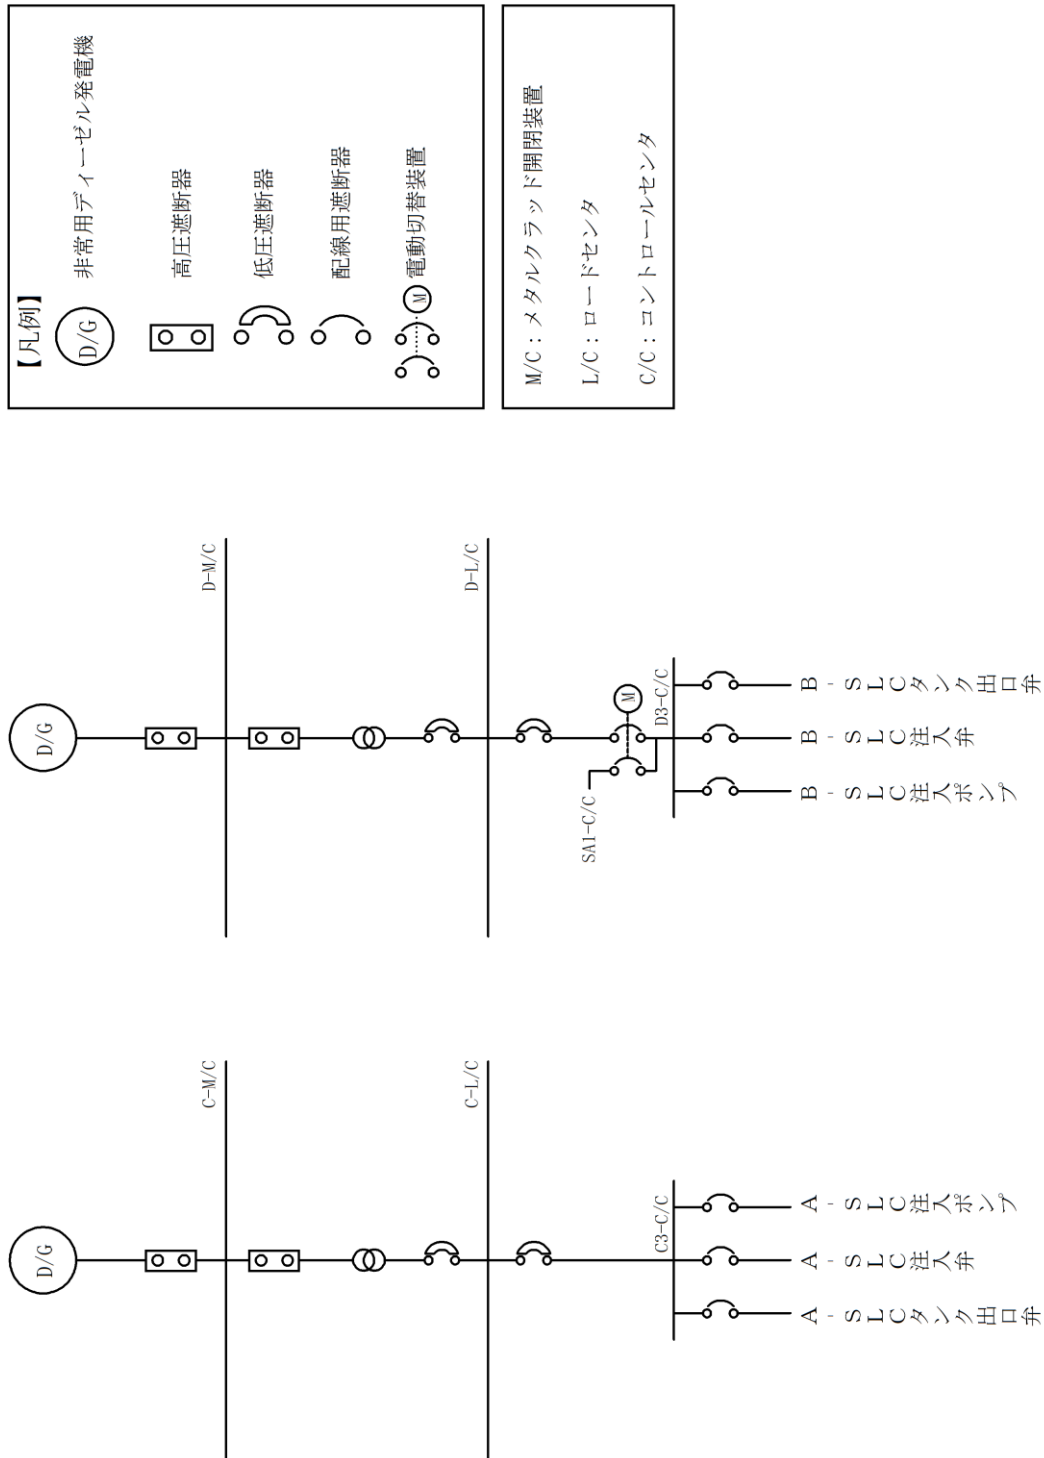 【凡例】
D/G 非常用ディーゼル発電機
高圧遮断器
低圧遮断器
配線用遮断器
M 電動切替装置
M/C：メタルクラッド開閉装置
L/C：ロードセンタ
C/C：コントロールセンタ
D/G
D-M/C
D-L/C
SA1-C/C
M
D3-C/C
B-SLC注入ポンプ
B-SLC注入弁
B-SLCタンク出口弁
D/G
C-M/C
C-L/C
C3-C/C
A-SLCタンク出口弁
A-SLC注入弁
A-SLC注入ポンプ